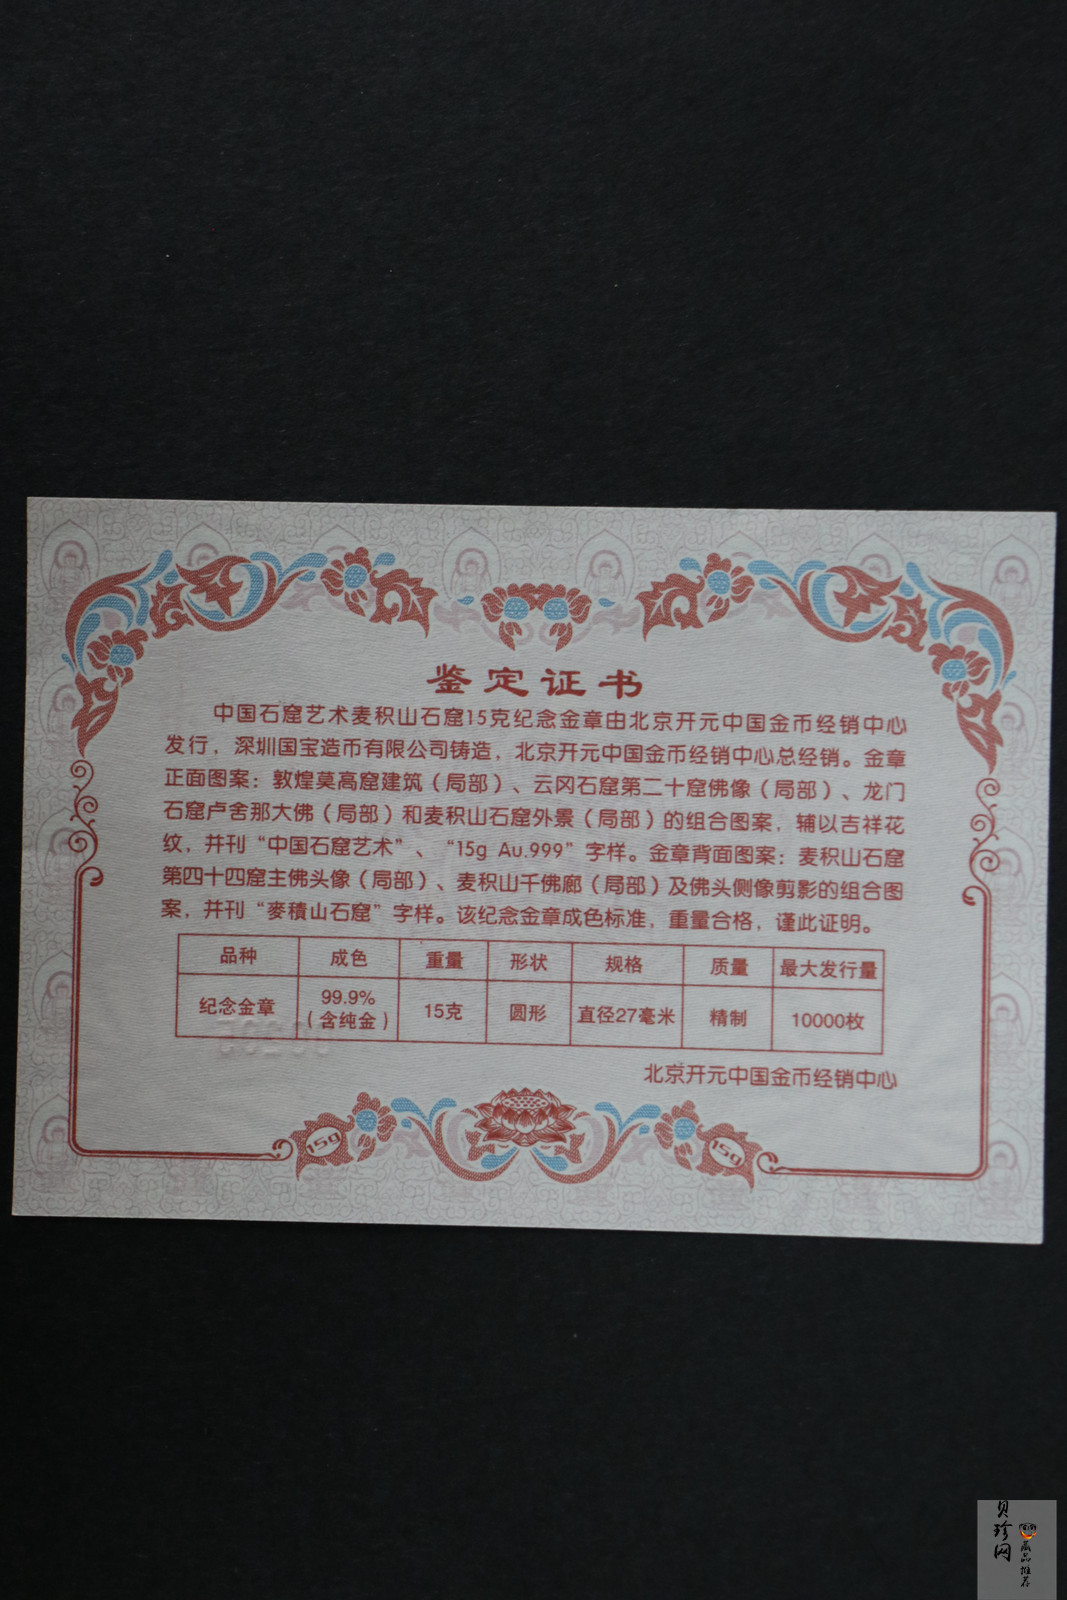 鉴定证书
中国石窟艺术麦积山石窟15克纪念金章由北京开元中国金币经销中心
发行，深圳国宝造币有限公司铸造，北京开元中国金币经销中心总经销。金章
正面图案：敦煌莫高窟建筑（局部）、云冈石窟第二十窟佛像（局部）、龙门
石窟卢舍那大佛（局部）和麦积山石窟外景（局部）的组合图案，辅以吉祥花
纹，并刊“中国石窟艺术”、“15g Au.999”字样。金章背面图案：麦积山石窟
第四十四窟主佛头像（局部）、麦积山千佛廊（局部）及佛头侧像剪影的组合图
案，并刊“麥積山石窟”字样。该纪念金章成色标准，重量合格，谨此证明。
品种 成色 重量 形状 规格 质量 最大发行量
纪念金章 99.9%（含纯金） 15克 圆形 直径27毫米 精制 10000枚
北京开元中国金币经销中心
15g 15g
贝珍网
藏品推荐